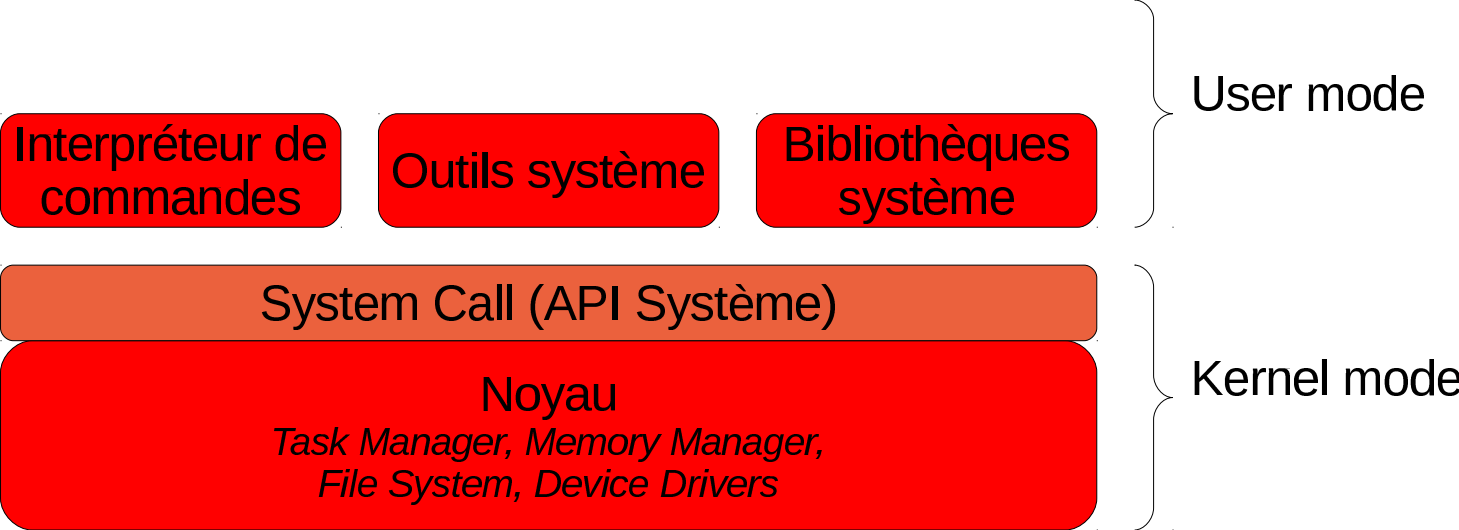 User mode
Interpréteur de
commandes
Outils système
Bibliothèques
système
System Call (API Système)
Kernel mode
Noyau
Task Manager, Memory Manager,
File System, Device Drivers